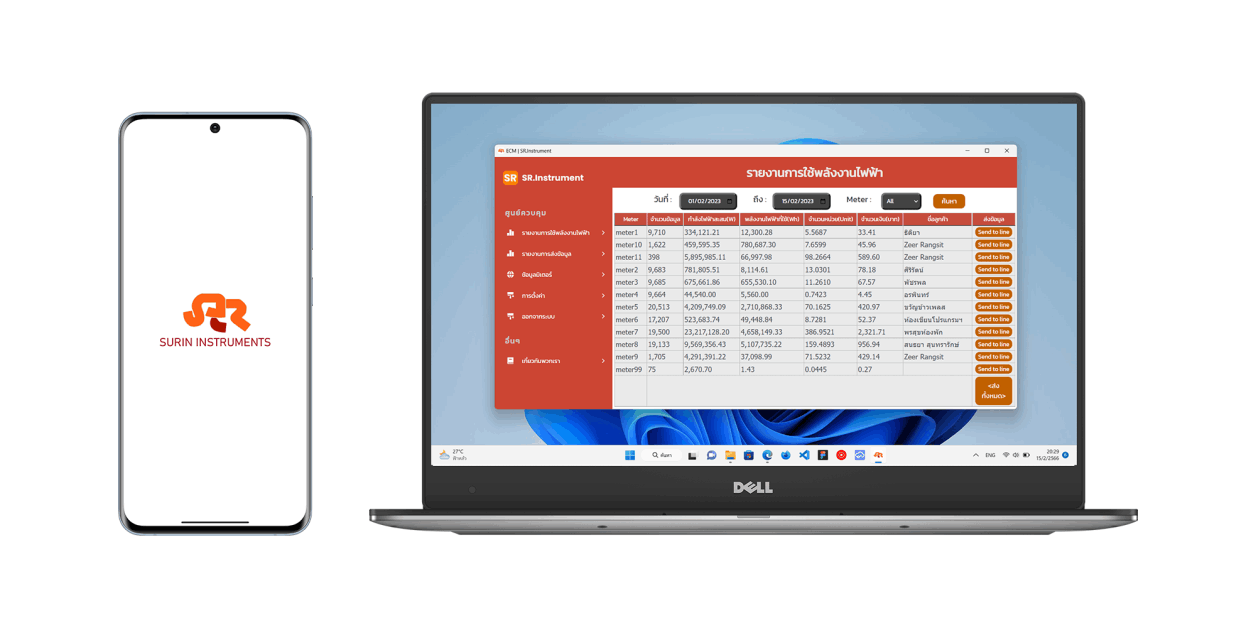 SURIN INSTRUMENTS
ECM | SR.Instrument
SR
SR.Instrument
รายงานการใช้พลังงานไฟฟ้า
วันที่ : 01/02/2023 ถึง : 15/02/2023 Meter : All ค้นหา
ศูนย์ควบคุม
รายงานการใช้พลังงานไฟฟ้า
รายงานการส่งข้อมูล
ข้อมูลมิเตอร์
การตั้งค่า
ออกจากระบบ
อื่นๆ
เกี่ยวกับพวกเรา
Meter จำนวนข้อมูล กำลังไฟฟ้าสะสม(W) พลังงานไฟฟ้าที่ใช้(Wh) จำนวนหน่วย(Unit) จำนวนเงิน(บาท) ชื่อลูกค้า ส่งข้อมูล
meter1 9,710 334,121.21 12,300.28 5.5687 33.41 ธิติมา Send to line
meter10 1,622 459,595.35 780,687.30 7.6599 45.96 Zeer Rangsit Send to line
meter11 398 5,895,985.11 66,997.98 98.2664 589.60 Zeer Rangsit Send to line
meter2 9,683 781,805.51 8,114.61 13.0301 78.18 ศิริรัตน์ Send to line
meter3 9,685 675,661.86 655,530.10 11.2610 67.57 พัชรพล Send to line
meter4 9,664 44,540.00 5,560.00 0.7423 4.45 อรพินทร์ Send to line
meter5 20,513 4,209,749.09 2,710,868.33 70.1625 420.97 ขวัญข้าวเพลส Send to line
meter6 17,207 523,683.74 49,448.84 8.7281 52.37 ห้องเขียนโปรแกรมฯ Send to line
meter7 19,500 23,217,128.20 4,658,149.33 386.9521 2,321.71 พรสุขห้องพัก Send to line
meter8 19,133 9,569,356.43 5,107,735.22 159.4893 956.94 สนธยา สุนทรารักษ์ Send to line
meter9 1,705 4,291,391.22 37,098.99 71.5232 429.14 Zeer Rangsit Send to line
meter99 75 2,670.70 1.43 0.0445 0.27 Send to line
<ส่ง
ทั้งหมด>
27°C
ฟ้าหลัว
ค้นหา
ENG
20:29
15/2/2566
DELL